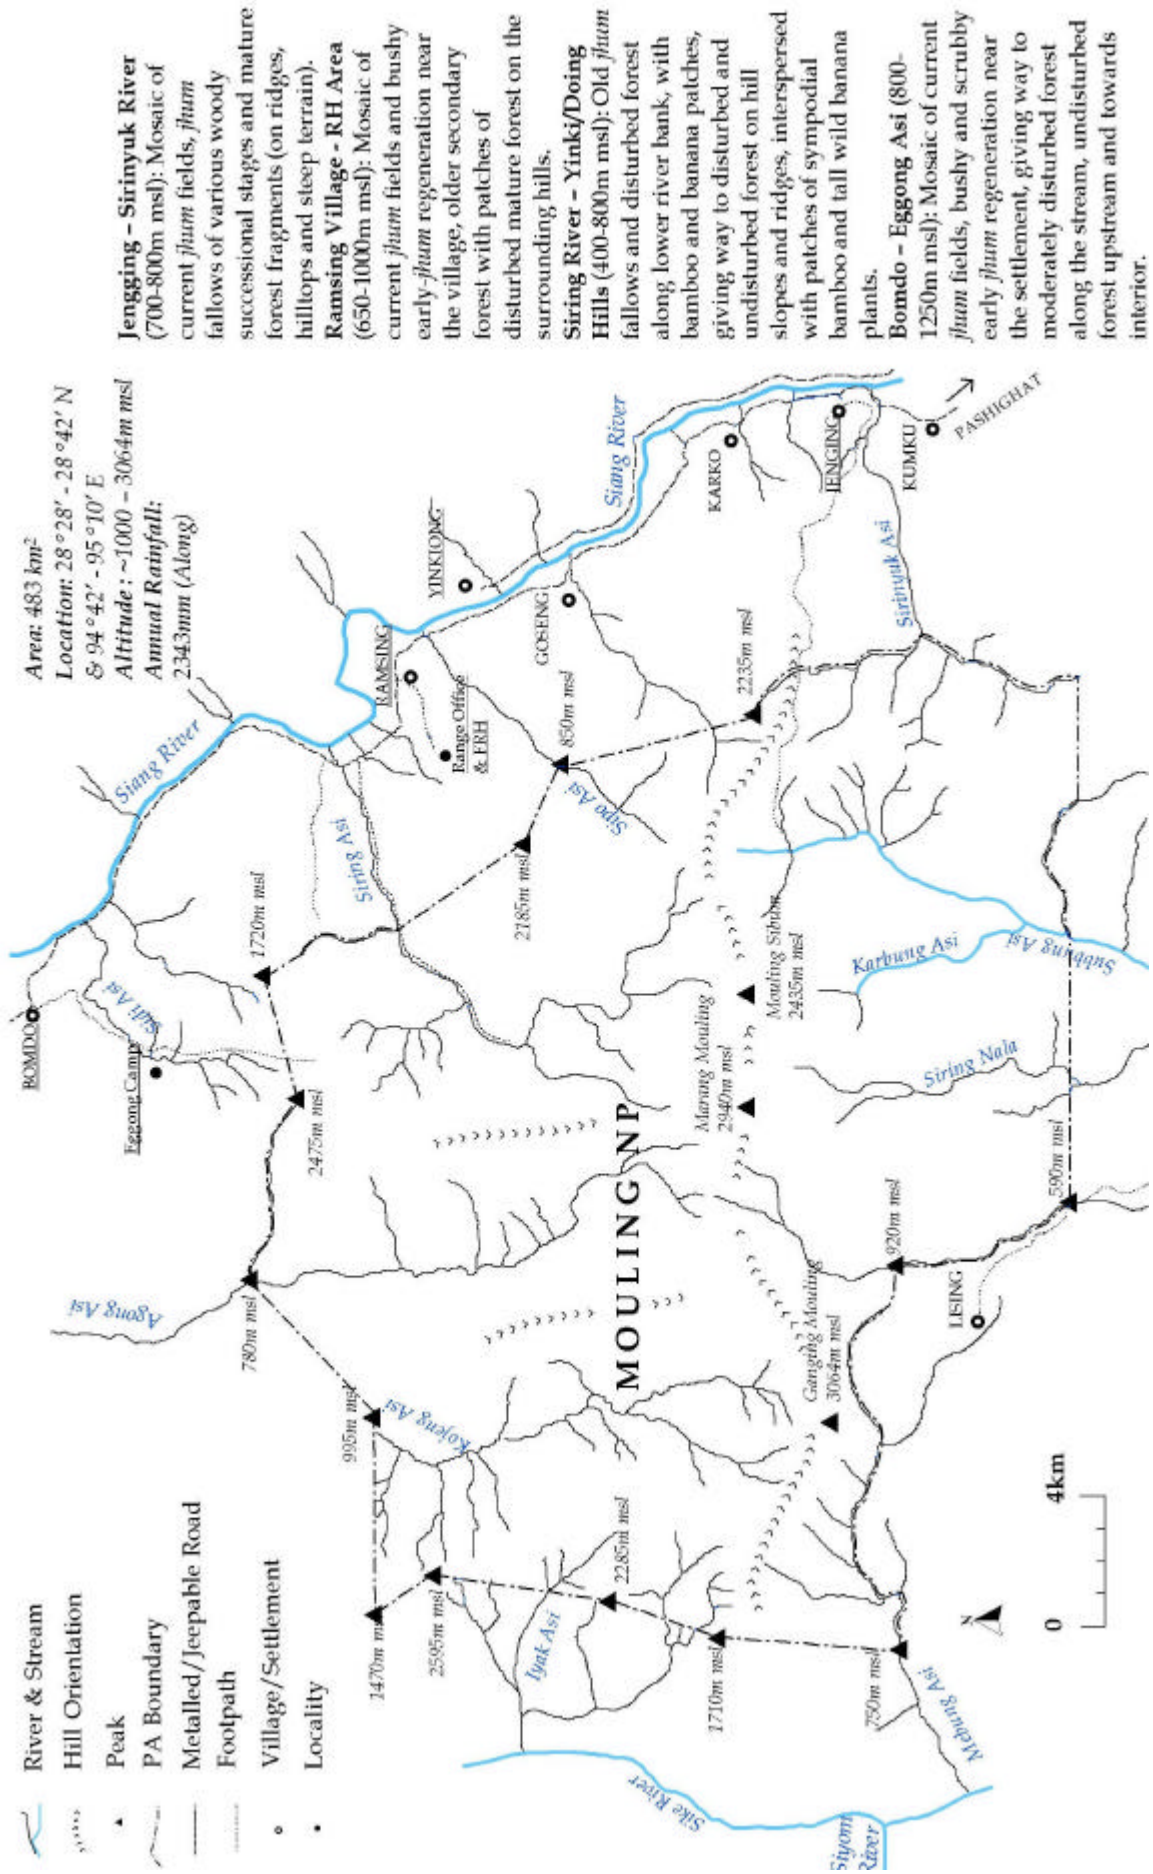 River & Stream
Hill Orientation
Peak
PA Boundary
Metalled/Jeepable Road
Footpath
Village/Settlement
Locality
Area: 483 km²
Location: 28°28′ - 28°42′ N
& 94°42′ - 95°10′ E
Altitude : ~1000 – 3064m msl
Annual Rainfall:
2343mm (Along)
Jengging – Sirinyuk River
(700-800m msl): Mosaic of
current jhum fields, jhum
fallows of various woody
successional stages and mature
forest fragments (on ridges,
hilltops and steep terrain).
Ramsing Village - RH Area
(650-1000m msl): Mosaic of
current jhum fields and bushy
early-jhum regeneration near
the village, older secondary
forest with patches of
disturbed mature forest on the
surrounding hills.
Siring River – Yinki/Doing
Hills (400-800m msl): Old jhum
fallows and disturbed forest
along lower river bank, with
bamboo and banana patches,
giving way to disturbed and
undisturbed forest on hill
slopes and ridges, interspersed
with patches of sympodial
bamboo and tall wild banana
plants.
Bomdo – Eggong Asi (800-
1250m msl): Mosaic of current
jhum fields, bushy and scrubby
early jhum regeneration near
the settlement, giving way to
moderately disturbed forest
along the stream, undisturbed
forest upstream and towards
interior.
BOMDO
Siang River
Sidi Asi
Eggong Camp
1720m msl
2475m msl
Agong Asi
780m msl
995m msl
Kojeng Asi
1470m m
2595m msl
Iyak Asi
2285m msl
1710m msl
750m msl
Mebung Asi
Sike River
Siyom
River
Siring Asi
RAMSING
Range Office
& FRH
YINKIONG
GOSENG
Siang River
KARKO
JENGING
KUMKU
PASHIGHAT
850m msl
Sipo Asi
2185m msl
2235m msl
Sirinyuk Asi
MOULING NP
Marang Mouling
2940m msl
Mouling Sibum
2435m msl
Ganging Mouling
3064m msl
Karbung Asi
Subbung
Asi
Siring Nala
590m msl
920m msl
LISING
N
0
4km